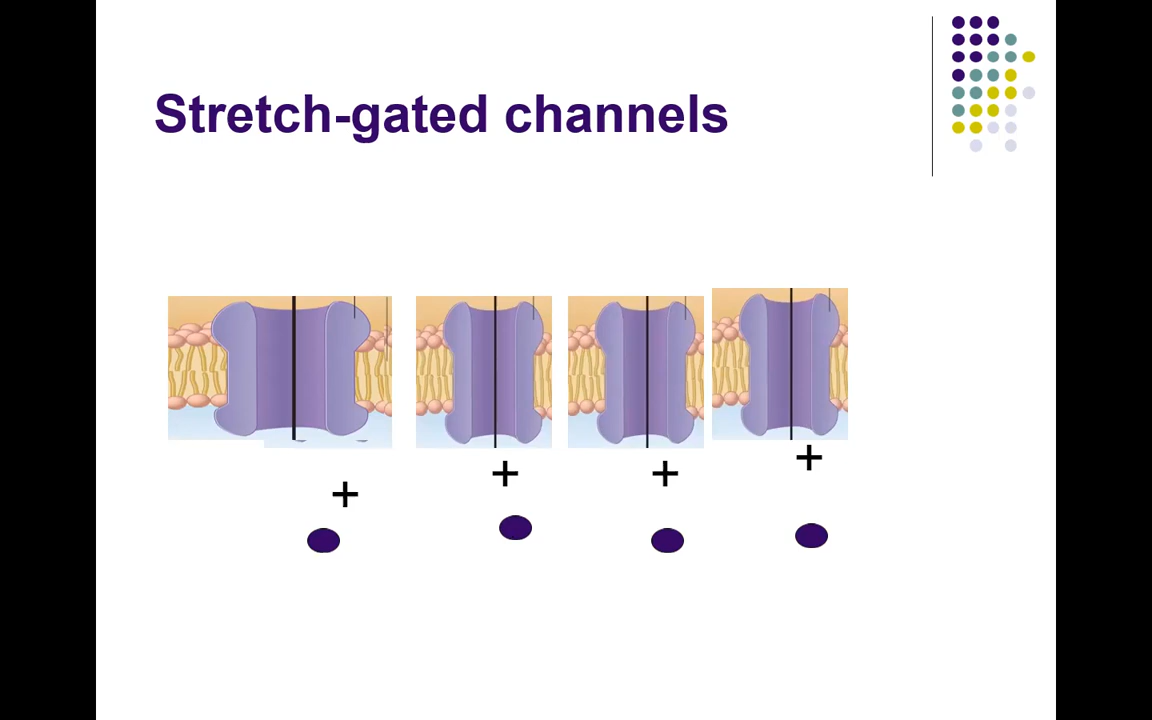 Stretch-gated channels
+ + + +